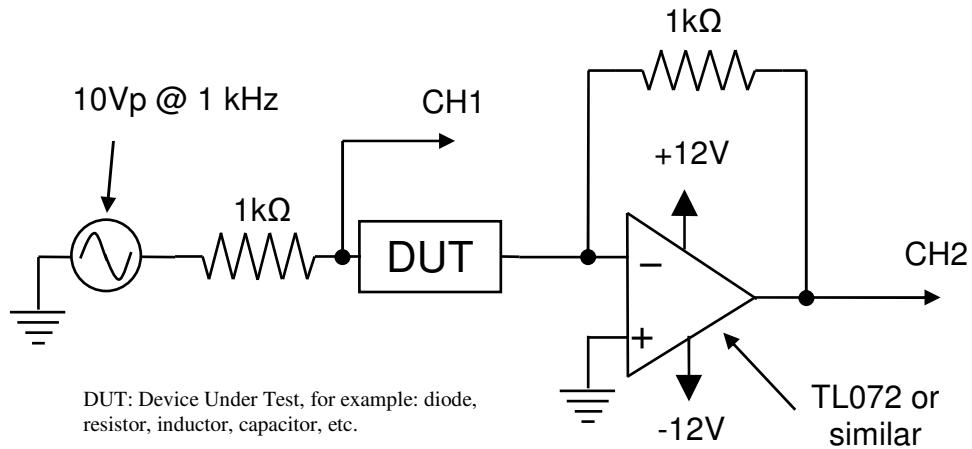 1kΩ
10Vp @ 1 kHz
CH1
+12V
1kΩ
DUT
−
CH2
+
DUT: Device Under Test, for example: diode,
resistor, inductor, capacitor, etc.
-12V
TL072 or
similar